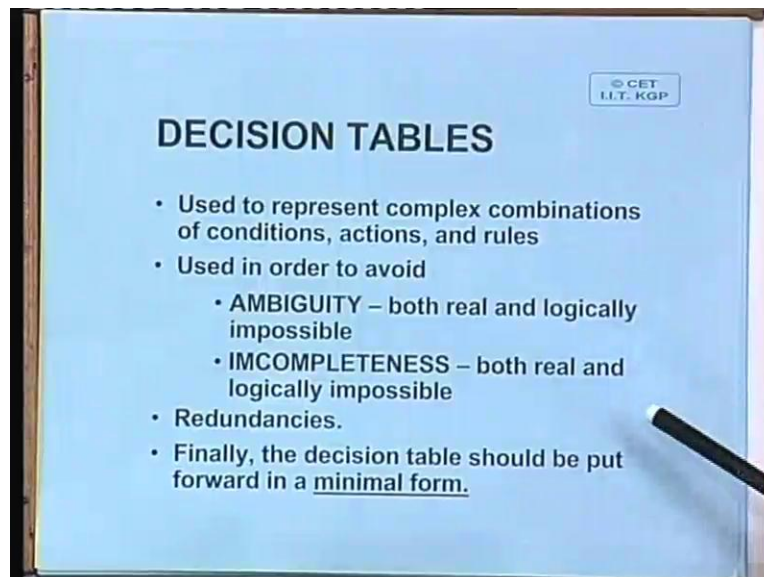 © CET
I.I.T. KGP
DECISION TABLES
• Used to represent complex combinations
of conditions, actions, and rules
• Used in order to avoid
• AMBIGUITY – both real and logically
impossible
• IMCOMPLETENESS – both real and
logically impossible
• Redundancies.
• Finally, the decision table should be put
forward in a minimal form.